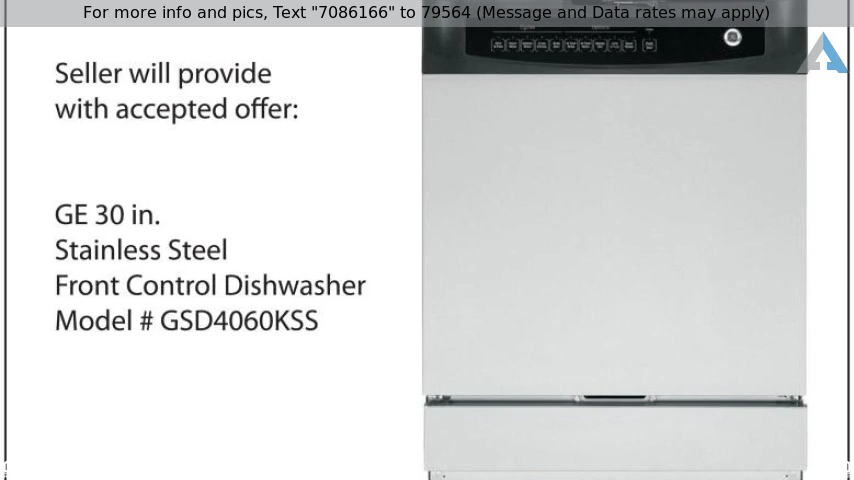 For more info and pics, Text "7086166" to 79564 (Message and Data rates may apply)
Seller will provide
with accepted offer:
GE 30 in.
Stainless Steel
Front Control Dishwasher
Model # GSD4060KSS